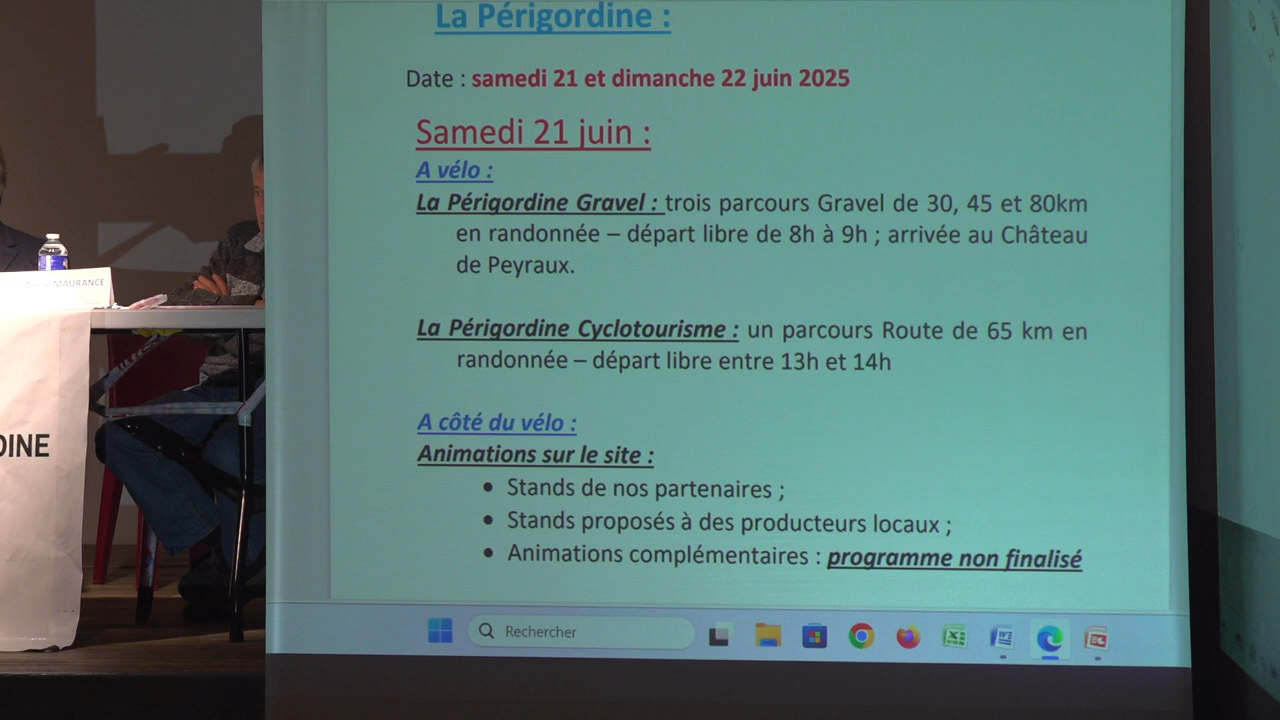 La Périgordine :
Date : samedi 21 et dimanche 22 juin 2025
Samedi 21 juin :
A vélo :
La Périgordine Gravel : trois parcours Gravel de 30, 45 et 80km
en randonnée – départ libre de 8h à 9h ; arrivée au Château
de Peyraux.
La Périgordine Cyclotourisme : un parcours Route de 65 km en
randonnée – départ libre entre 13h et 14h
A côté du vélo :
Animations sur le site :
• Stands de nos partenaires ;
• Stands proposés à des producteurs locaux ;
• Animations complémentaires : programme non finalisé
Rechercher
MAURANCE
DINE